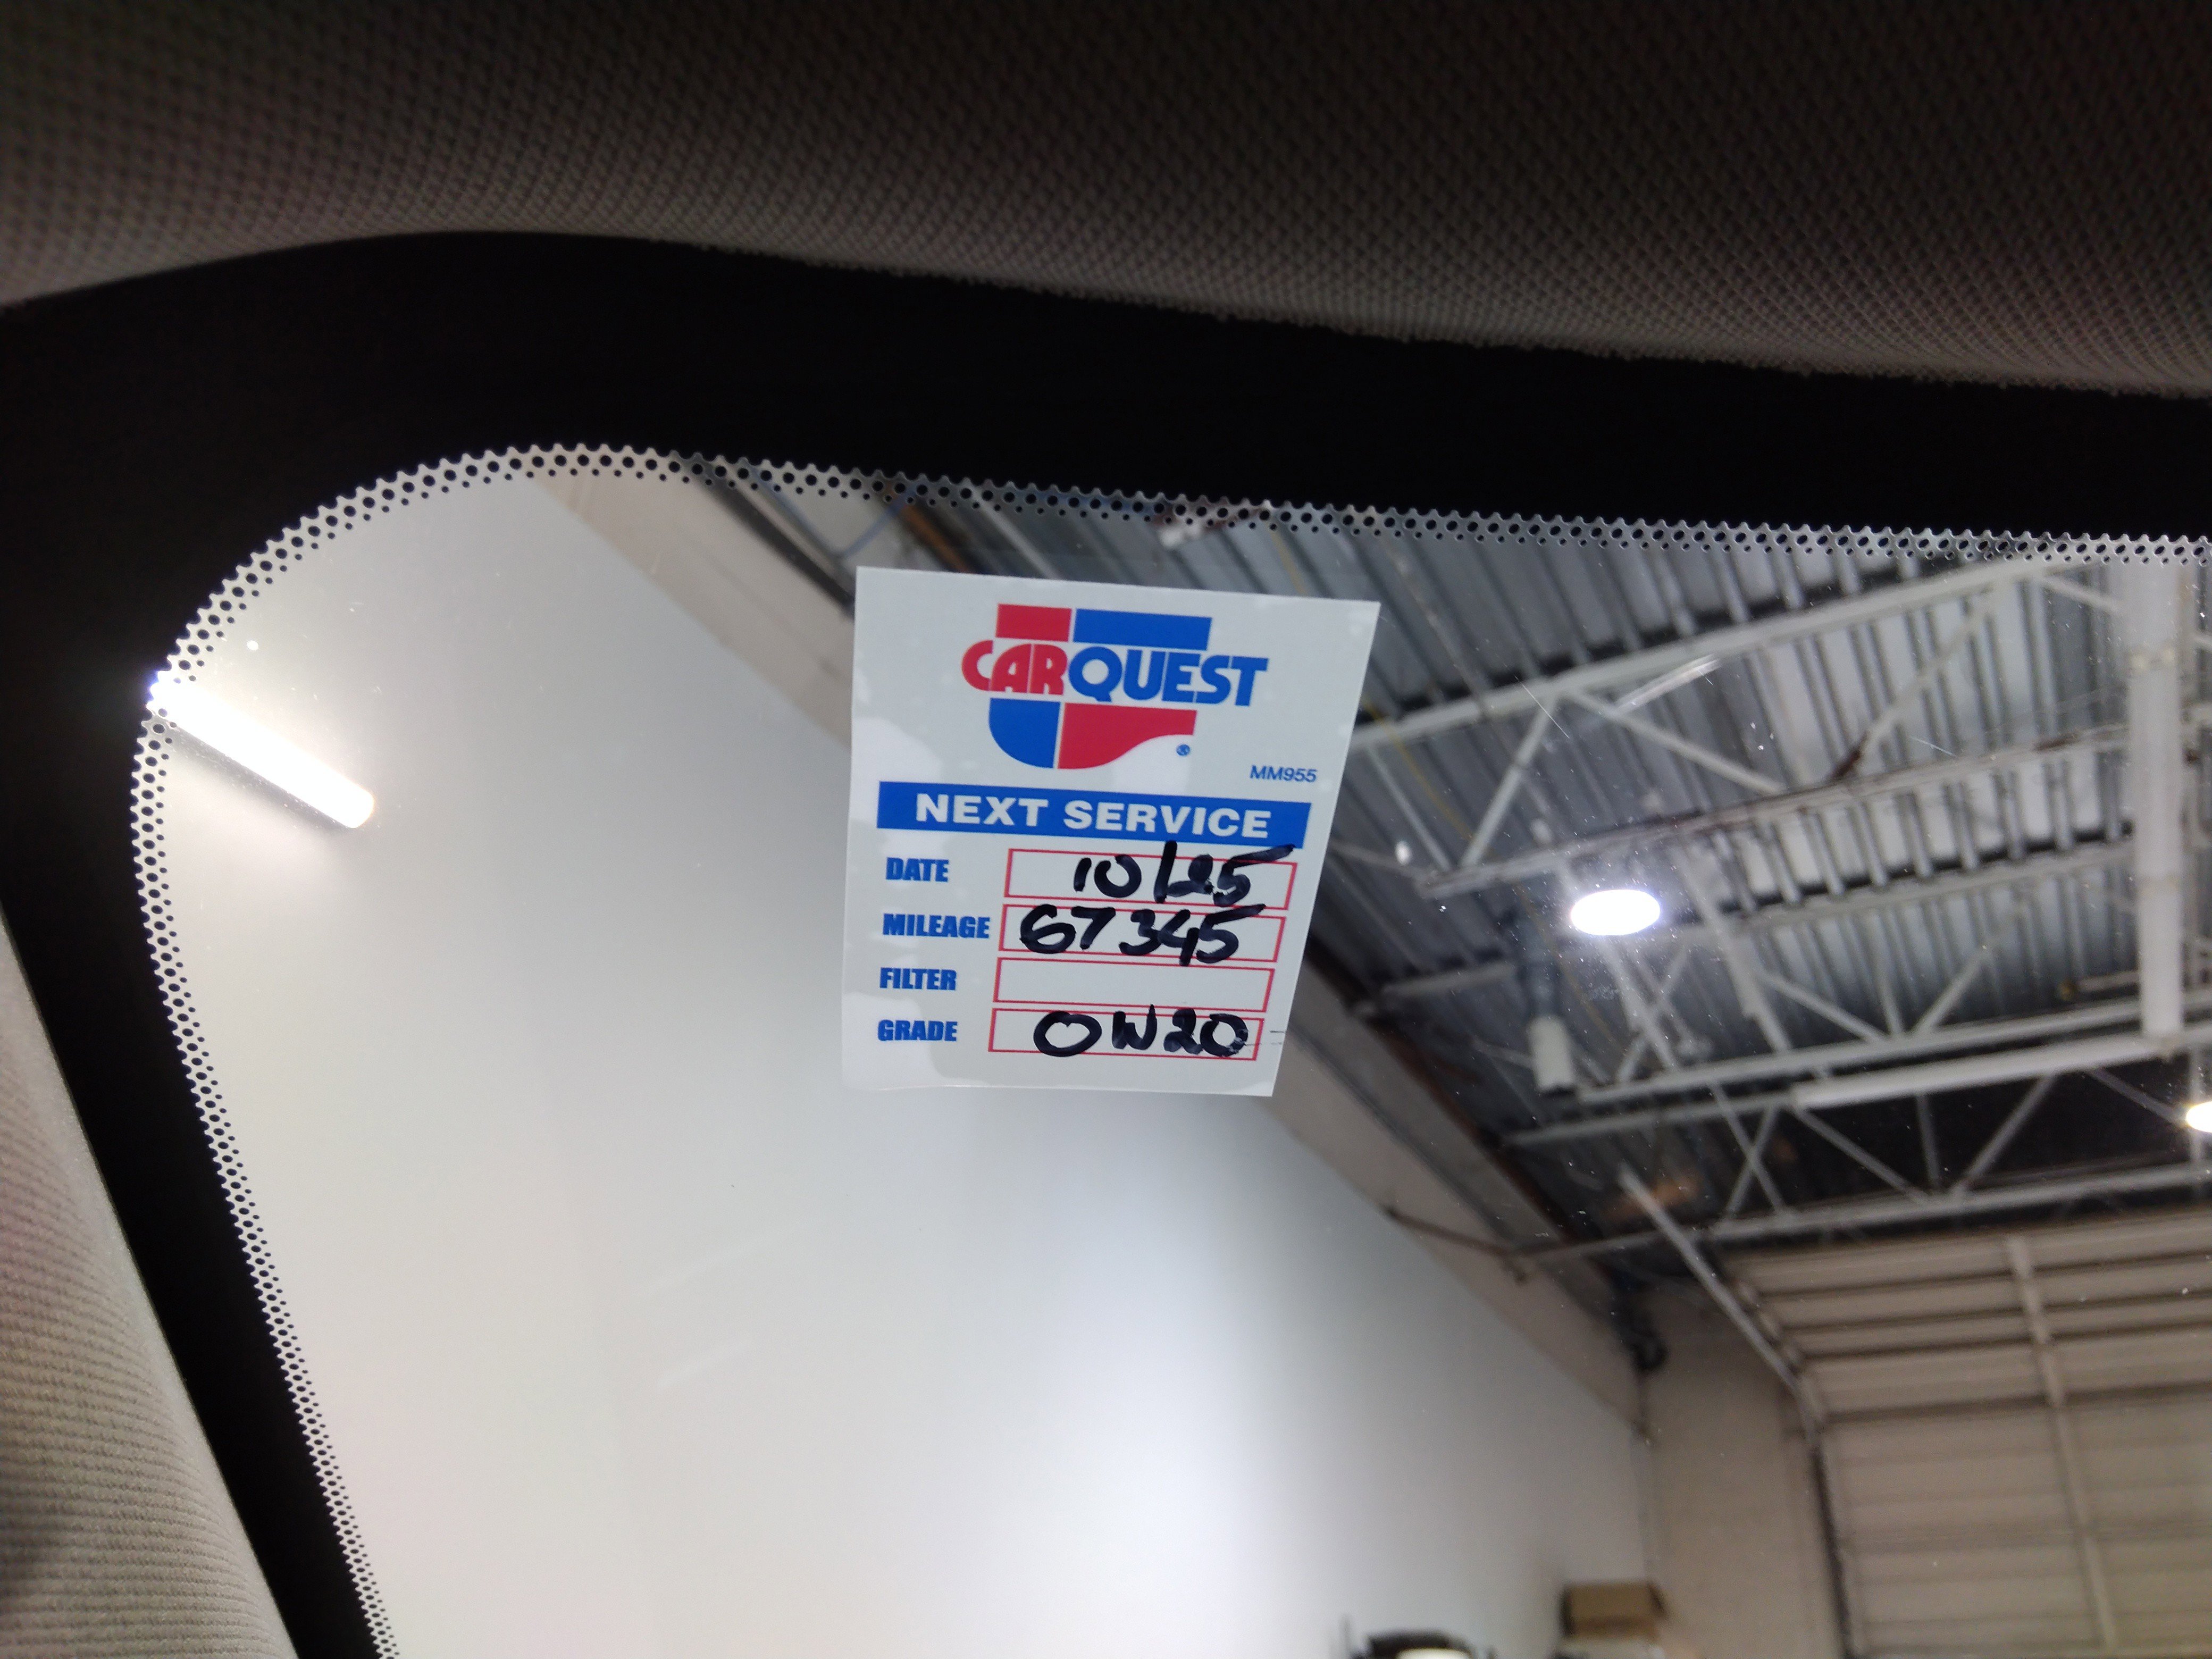 CARQUEST
®
MM955
NEXT SERVICE
DATE 10/25
MILEAGE 67345
FILTER
GRADE 0W20